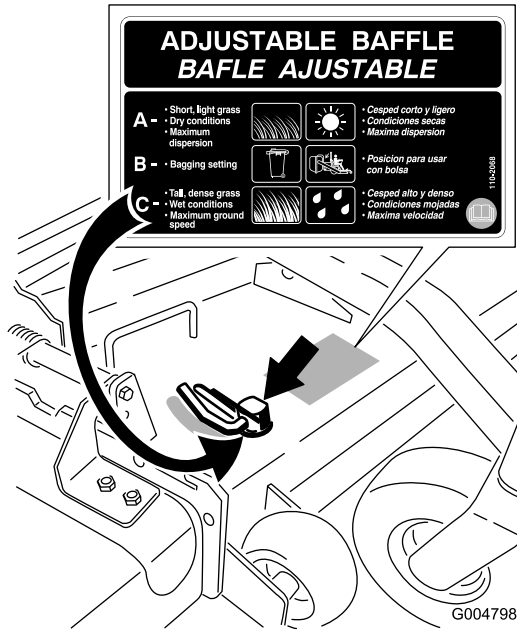 ADJUSTABLE BAFFLE
BAFLE AJUSTABLE
A - • Short, light grass
• Dry conditions
• Maximum
dispersion
• Cesped corto y ligero
• Condiciones secas
• Maxima dispersion
B - • Bagging setting
• Posicion para usar
con bolsa
C - • Tall, dense grass
• Wet conditions
• Maximum ground
speed
• Cesped alto y denso
• Condiciones mojadas
• Maxima velocidad
110-2068
G004798